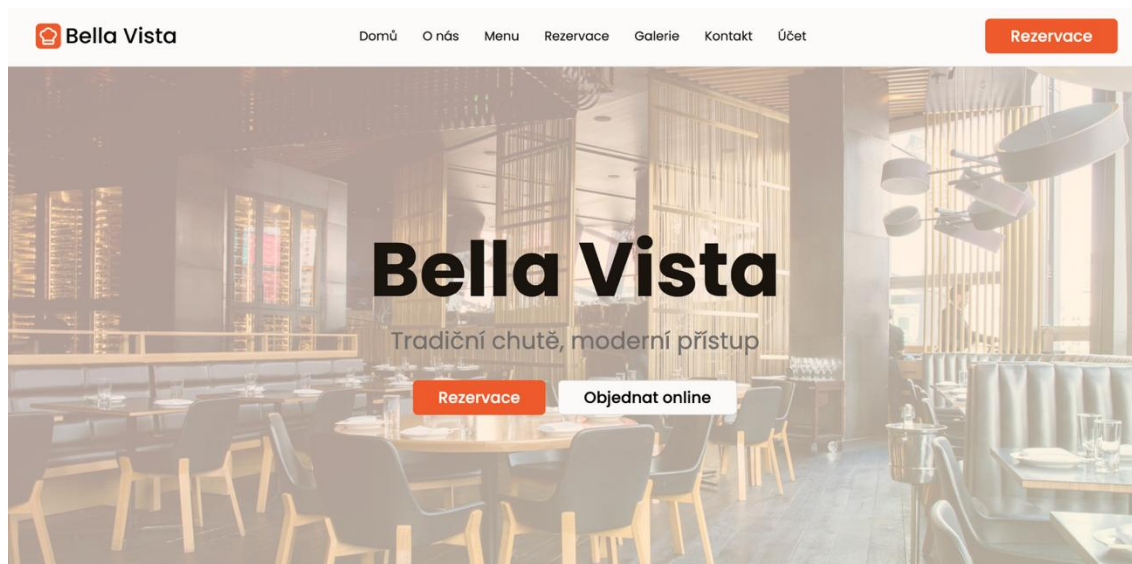 Bella Vista
Domů O nás Menu Rezervace Galerie Kontakt Účet
Rezervace
Bella Vista
Tradiční chutě, moderní přístup
Rezervace Objednat online